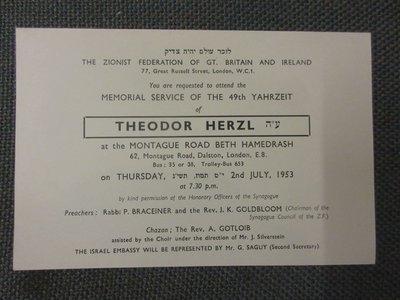 לזכר עולם יהיה צדיק
THE ZIONIST FEDERATION OF GT. BRITAIN AND IRELAND
77, Great Russell Street, London, W.C.1.
You are requested to attend the
MEMORIAL SERVICE OF THE 49th YAHRZEIT
of
THEODOR HERZL ע״ה
at the MONTAGUE ROAD BETH HAMEDRASH
62, Montague Road, Dalston, London, E.8.
Bus : 35 or 38, Trolley-Bus 653
on THURSDAY, י״ט תמוז, תשי״ג 2nd JULY, 1953
at 7.30 p.m.
by kind permission of the Honorary Officers of the Synagogue
Preachers : Rabbi P. BRACEINER and the Rev. J. K. GOLDBLOOM (Chairman of the
Synagogue Council of the Z.F.)
Chazan ; The Rev. A. GOTLOIB
assisted by the Choir under the direction of Mr. J. Silverstein
THE ISRAEL EMBASSY WILL BE REPRESENTED BY Mr. G. SAGUY (Second Secretary)